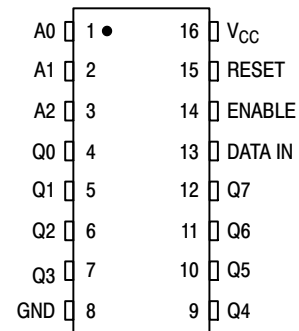 A0 1 16 VCC
A1 2 15 RESET
A2 3 14 ENABLE
Q0 4 13 DATA IN
Q1 5 12 Q7
Q2 6 11 Q6
Q3 7 10 Q5
GND 8 9 Q4